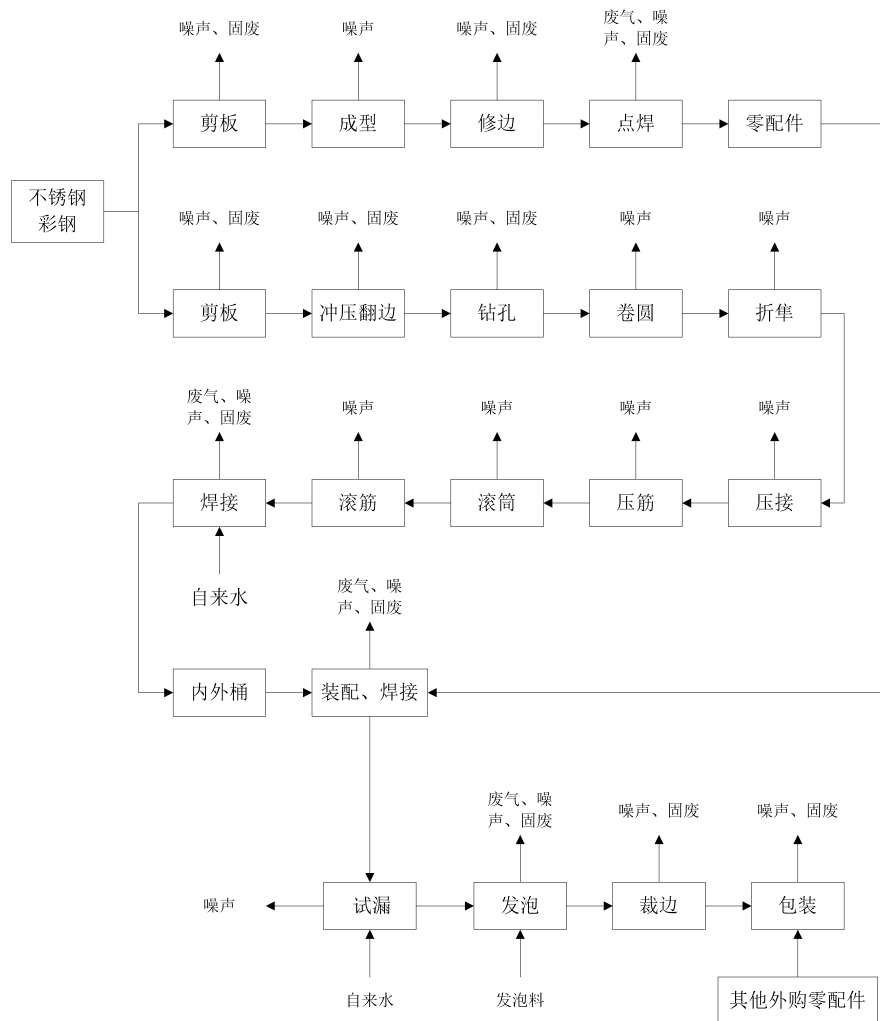 噪声、固废
噪声
噪声、固废
废气、噪
声、固废
剪板
成型
修边
点焊
零配件
不锈钢
彩钢
噪声、固废
噪声、固废
噪声、固废
噪声
噪声
剪板
冲压翻边
钻孔
卷圆
折隼
废气、噪
声、固废
噪声
噪声
噪声
噪声
焊接
滚筋
滚筒
压筋
压接
自来水
废气、噪
声、固废
内外桶
装配、焊接
废气、噪
声、固废
噪声、固废
噪声、固废
噪声
试漏
发泡
裁边
包装
自来水
发泡料
其他外购零配件